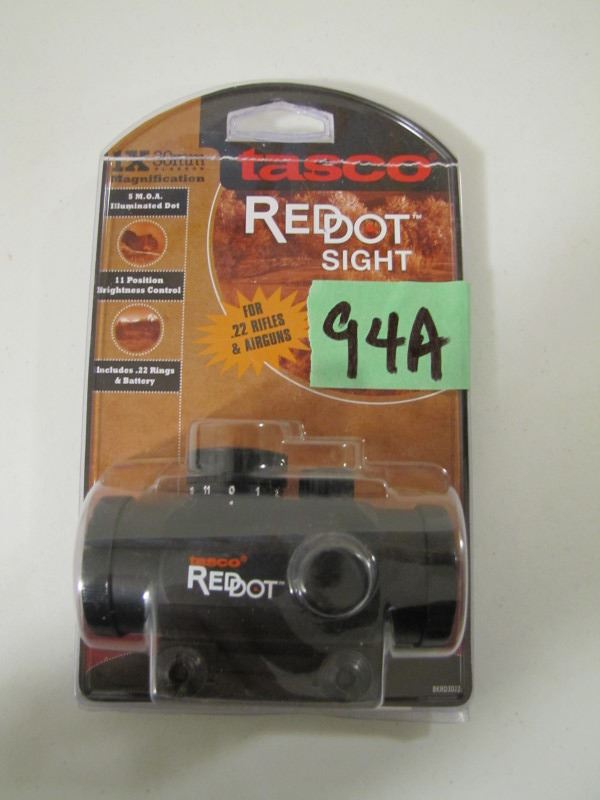 1X 30mm
Magnification
tasco
5 M.O.A.
Illuminated Dot
REDDOT™
SIGHT
11 Position
Brightness Control
FOR
.22 RIFLES
& AIRGUNS
94A
Includes .22 Rings
& Battery
11 0 1
tasco®
REDDOT™
BKRD3022